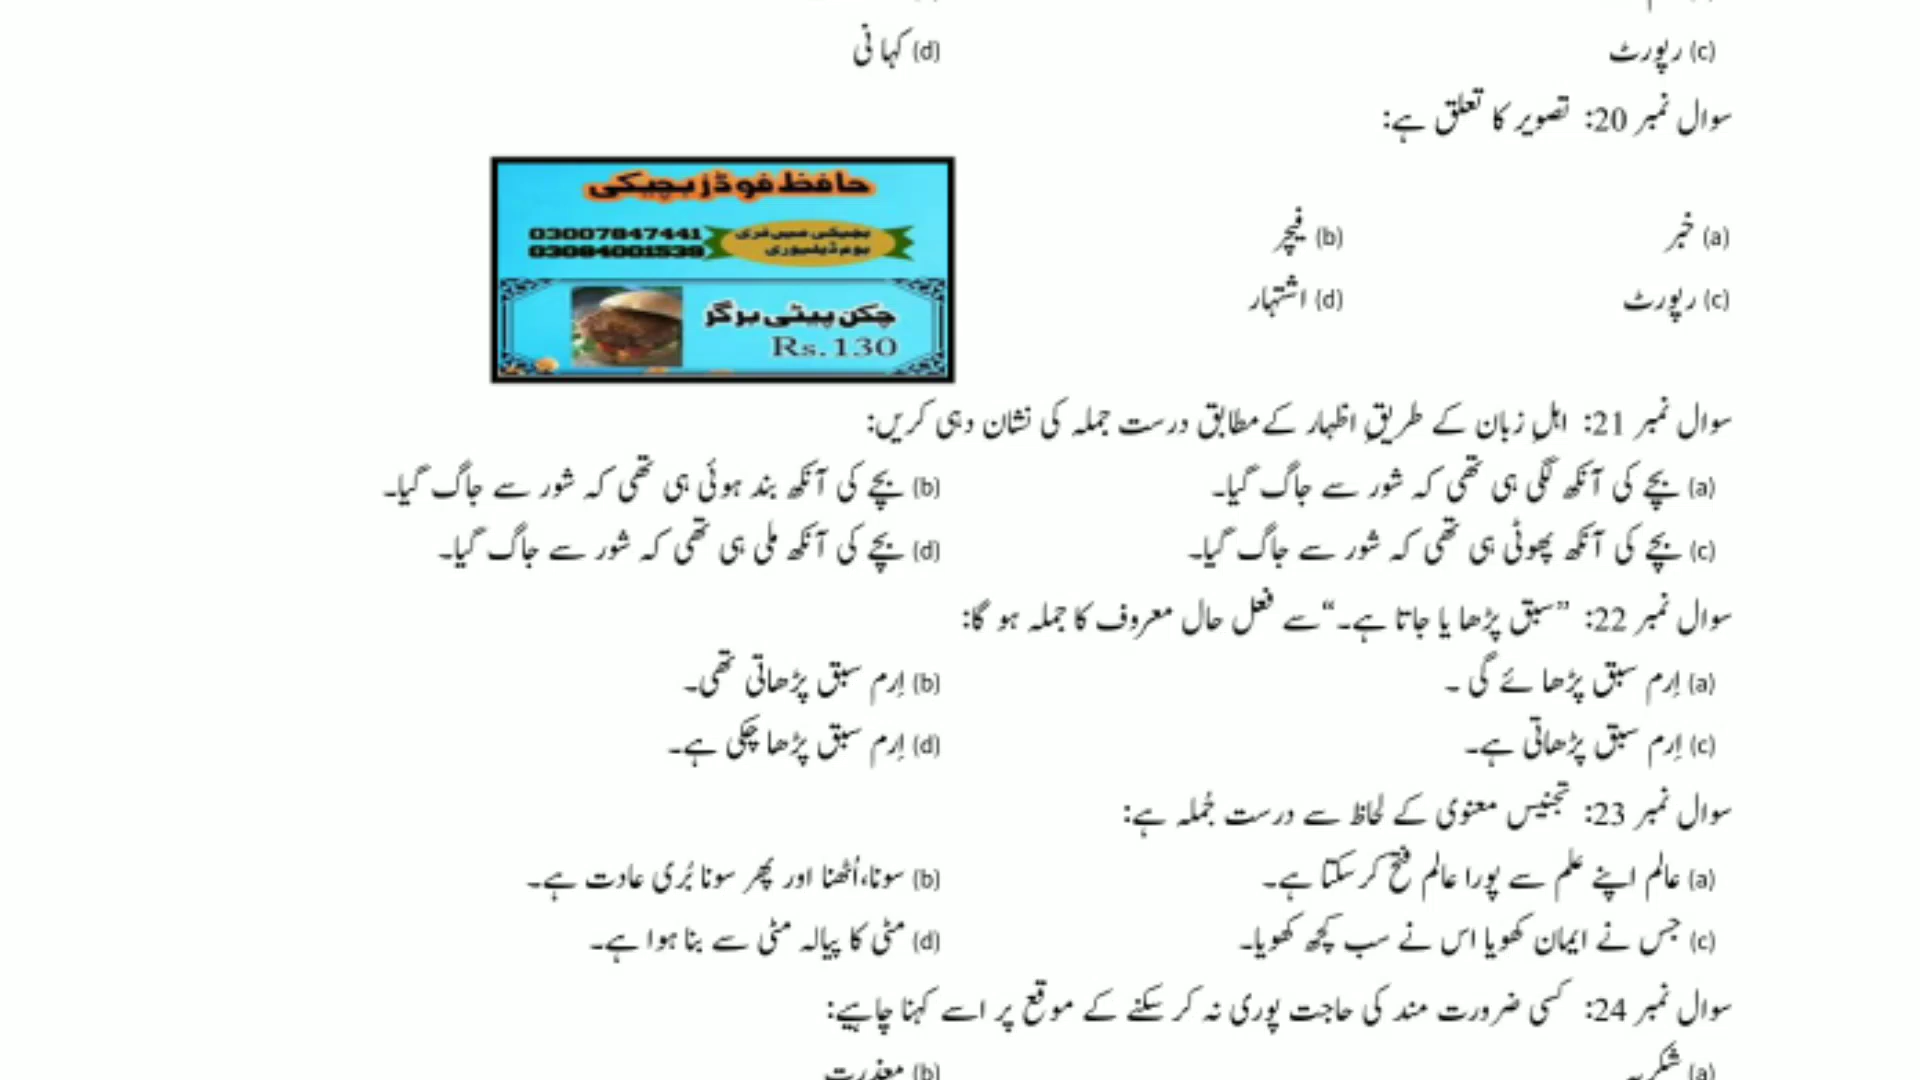 (c) رپورٹ (d) کہانی
سوال نمبر 20: تصویر کا تعلق ہے:
(a) خبر (b) فیچر
(c) رپورٹ (d) اشتہار
حافظ فوڈز بچیکی
بچیکی میں فری
ہوم ڈیلیوری
03007847441
03084001539
چکن پیٹی برگر
Rs.130
سوال نمبر 21: اہلِ زبان کے طریقِ اظہار کے مطابق درست جملہ کی نشان دہی کریں:
(a) بچے کی آنکھ لگی ہی تھی کہ شور سے جاگ گیا۔ (b) بچے کی آنکھ بند ہوئی ہی تھی کہ شور سے جاگ گیا۔
(c) بچے کی آنکھ پھوٹی ہی تھی کہ شور سے جاگ گیا۔ (d) بچے کی آنکھ ملی ہی تھی کہ شور سے جاگ گیا۔
سوال نمبر 22: ”سبق پڑھا یا جاتا ہے۔“ سے فعل حال معروف کا جملہ ہو گا:
(a) اِرم سبق پڑھا ئے گی ۔ (b) اِرم سبق پڑھاتی تھی۔
(c) اِرم سبق پڑھاتی ہے۔ (d) اِرم سبق پڑھا چکی ہے۔
سوال نمبر 23: تجنیس معنوی کے لحاظ سے درست جُملہ ہے:
(a) عالم اپنے علم سے پورا عالم فتح کر سکتا ہے۔ (b) سونا،اُٹھنا اور پھر سونا بُری عادت ہے۔
(c) جس نے ایمان کھویا اس نے سب کچھ کھویا۔ (d) مٹی کا پیالہ مٹی سے بنا ہوا ہے۔
سوال نمبر 24: کسی ضرورت مند کی حاجت پوری نہ کر سکنے کے موقع پر اسے کہنا چاہیے:
(a) شکریہ (b) معذرت